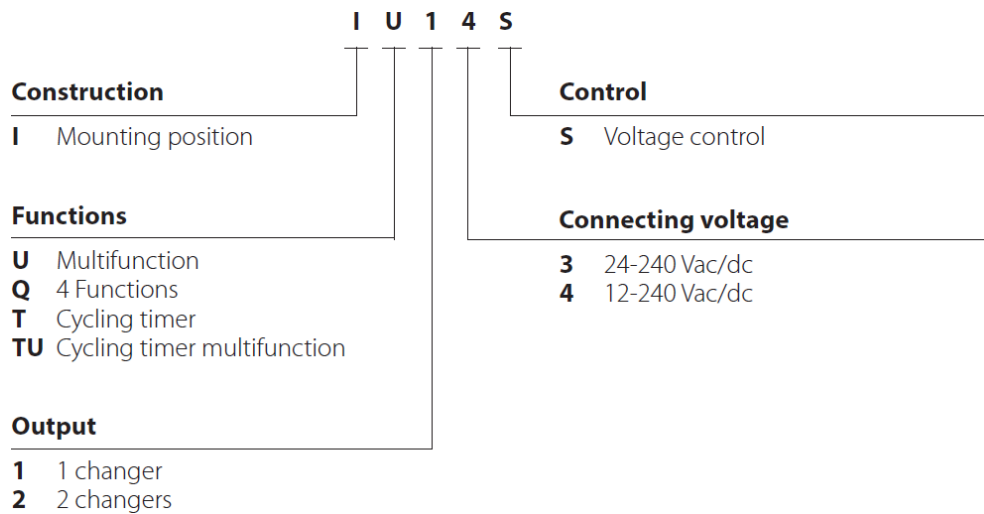 I U 1 4 S
Construction
I Mounting position
Functions
U Multifunction
Q 4 Functions
T Cycling timer
TU Cycling timer multifunction
Output
1 1 changer
2 2 changers
Control
S Voltage control
Connecting voltage
3 24-240 Vac/dc
4 12-240 Vac/dc